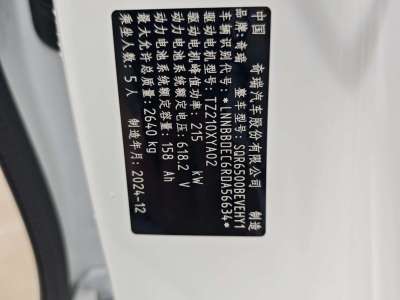 中国 奇瑞汽车股份有限公司 制造
品牌：奇瑞 整车型号：SQR6500BEVEHY1
车辆识别代号：*LNNBBDFC6RDA56634*
驱动电机型号：TZ210XYA02
驱动电机峰值功率：215 kW
动力电池系统额定电压：618.2 V
动力电池系统额定容量：158 Ah
最大允许总质量：2640 kg
乘坐人数：5人 制造年月：2024-12